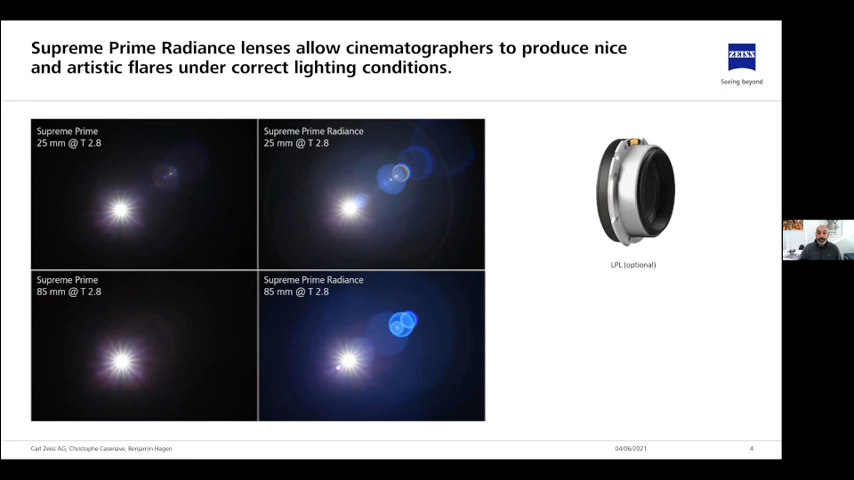 Supreme Prime Radiance lenses allow cinematographers to produce nice
and artistic flares under correct lighting conditions.
ZEISS
Seeing beyond
Supreme Prime
25 mm @ T 2.8
Supreme Prime Radiance
25 mm @ T 2.8
Supreme Prime
85 mm @ T 2.8
Supreme Prime Radiance
85 mm @ T 2.8
LPL (optional)
Carl Zeiss AG, Christophe Casenave, Benjamin Hagen
04/06/2021
4